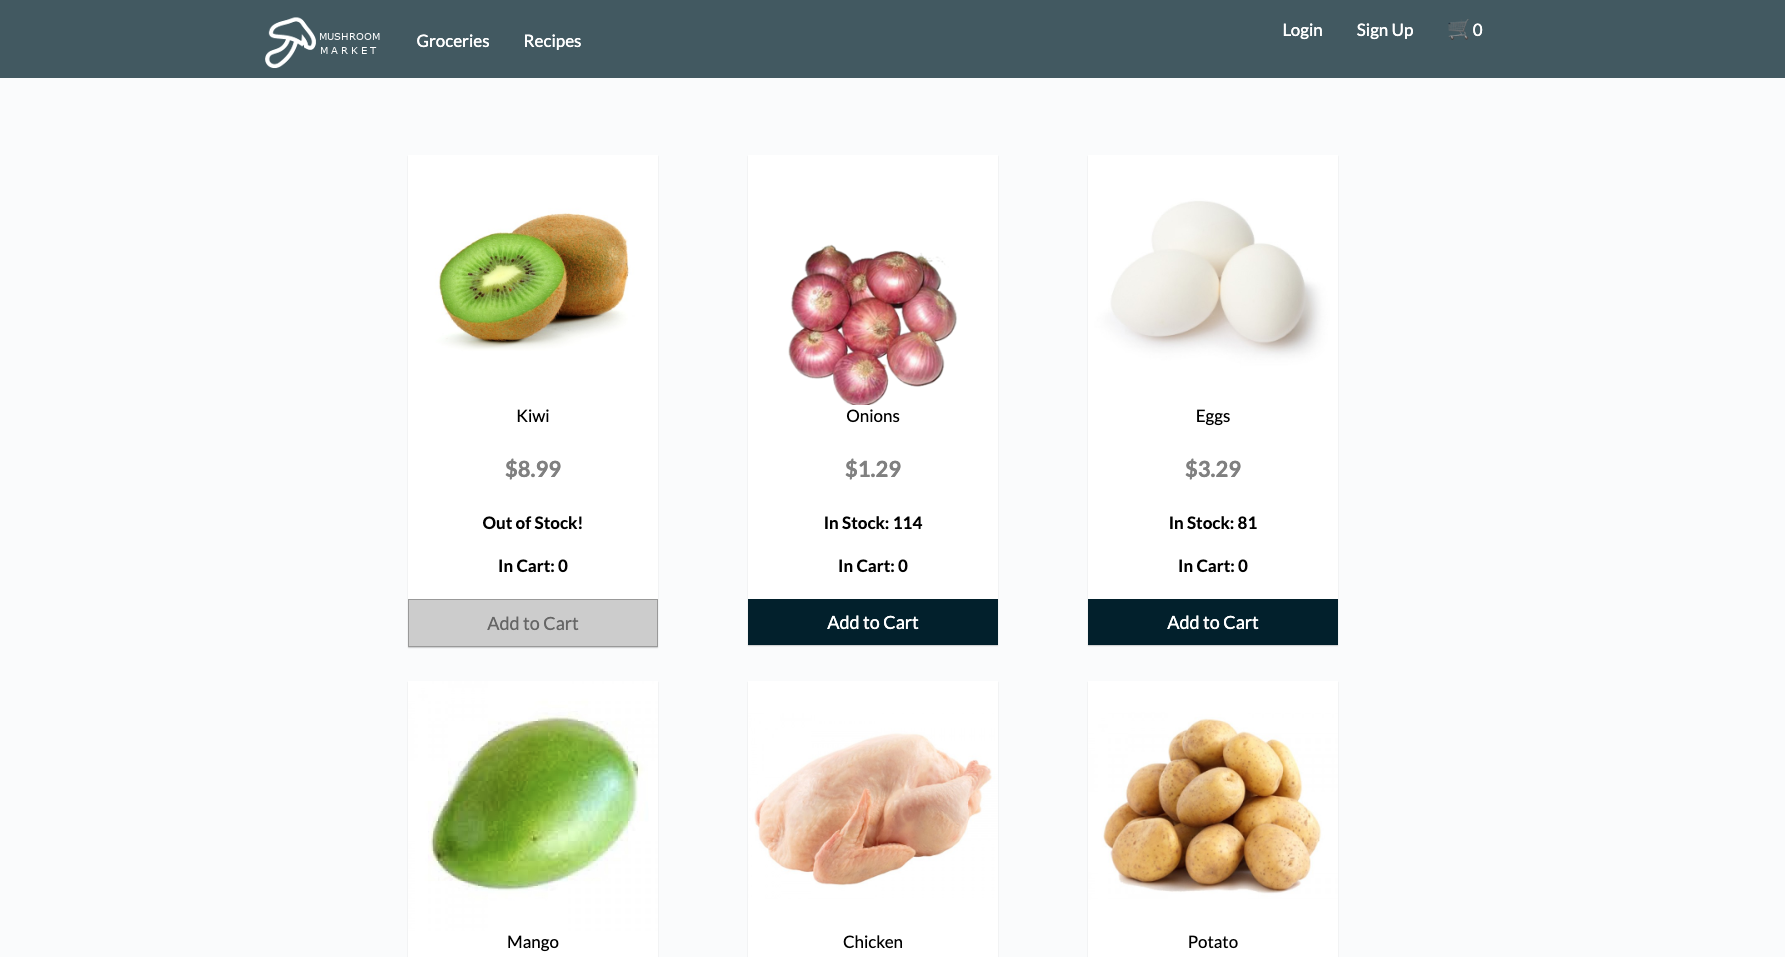 MUSHROOM
MARKET
Groceries
Recipes
Login
Sign Up
0
Kiwi
$8.99
Out of Stock!
In Cart: 0
Add to Cart
Onions
$1.29
In Stock: 114
In Cart: 0
Add to Cart
Eggs
$3.29
In Stock: 81
In Cart: 0
Add to Cart
Mango
Chicken
Potato